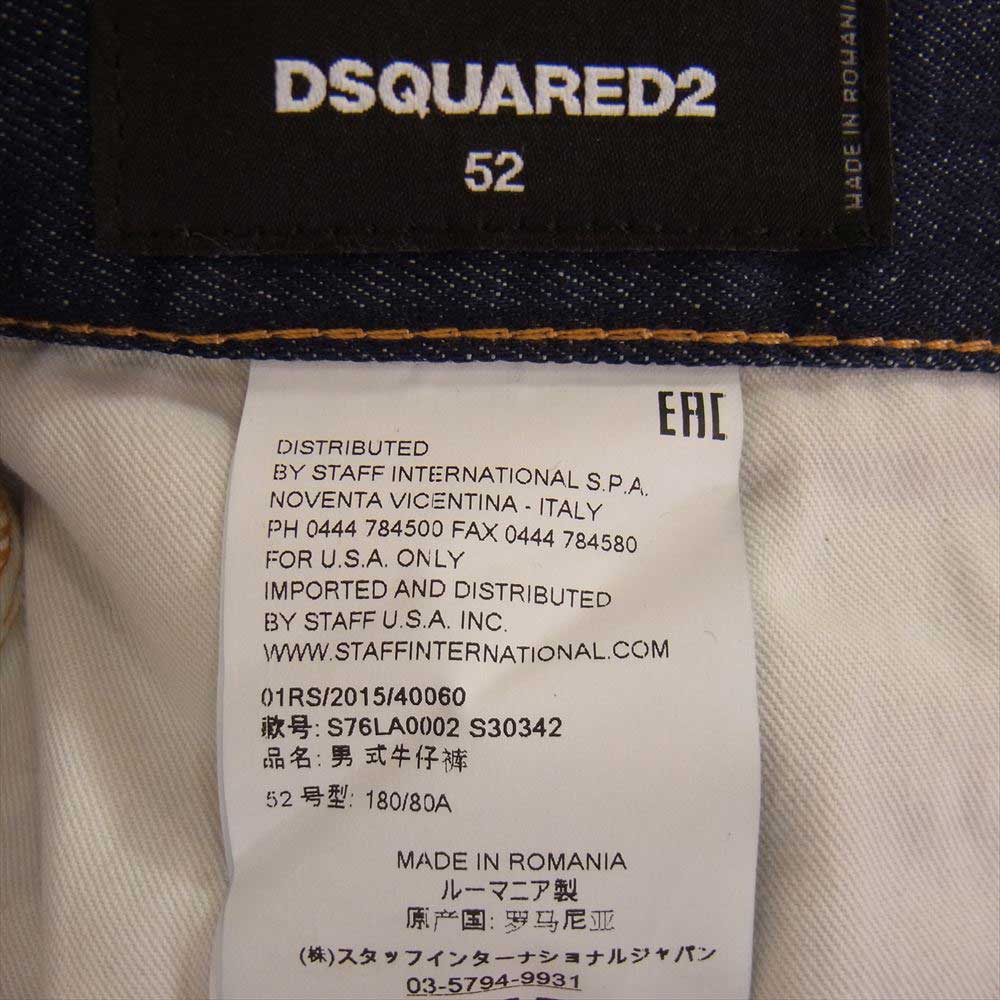 DSQUARED2
52
MADE IN ROMANIA
EAC
DISTRIBUTED
BY STAFF INTERNATIONAL S.P.A.
NOVENTA VICENTINA - ITALY
PH 0444 784500 FAX 0444 784580
FOR U.S.A. ONLY
IMPORTED AND DISTRIBUTED
BY STAFF U.S.A. INC.
WWW.STAFFINTERNATIONAL.COM
01RS/2015/40060
款号: S76LA0002 S30342
品名: 男 式牛仔裤
52 号型: 180/80A
MADE IN ROMANIA
ルーマニア製
原产国: 罗马尼亚
(株)スタッフインターナショナルジャパン
03-5794-9931